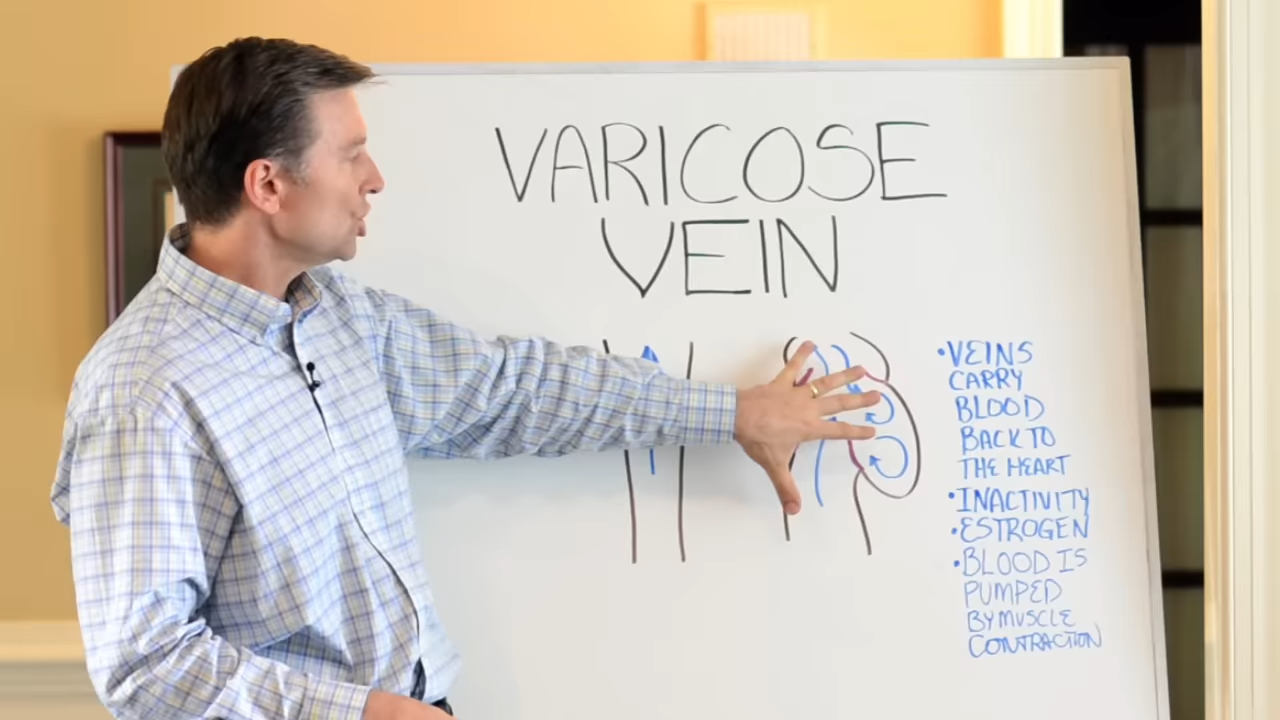 VARICOSE
VEIN
•VEINS
CARRY
BLOOD
BACK TO
THE HEART
•INACTIVITY
•ESTROGEN
•BLOOD IS
PUMPED
BY MUSCLE
CONTRACTION